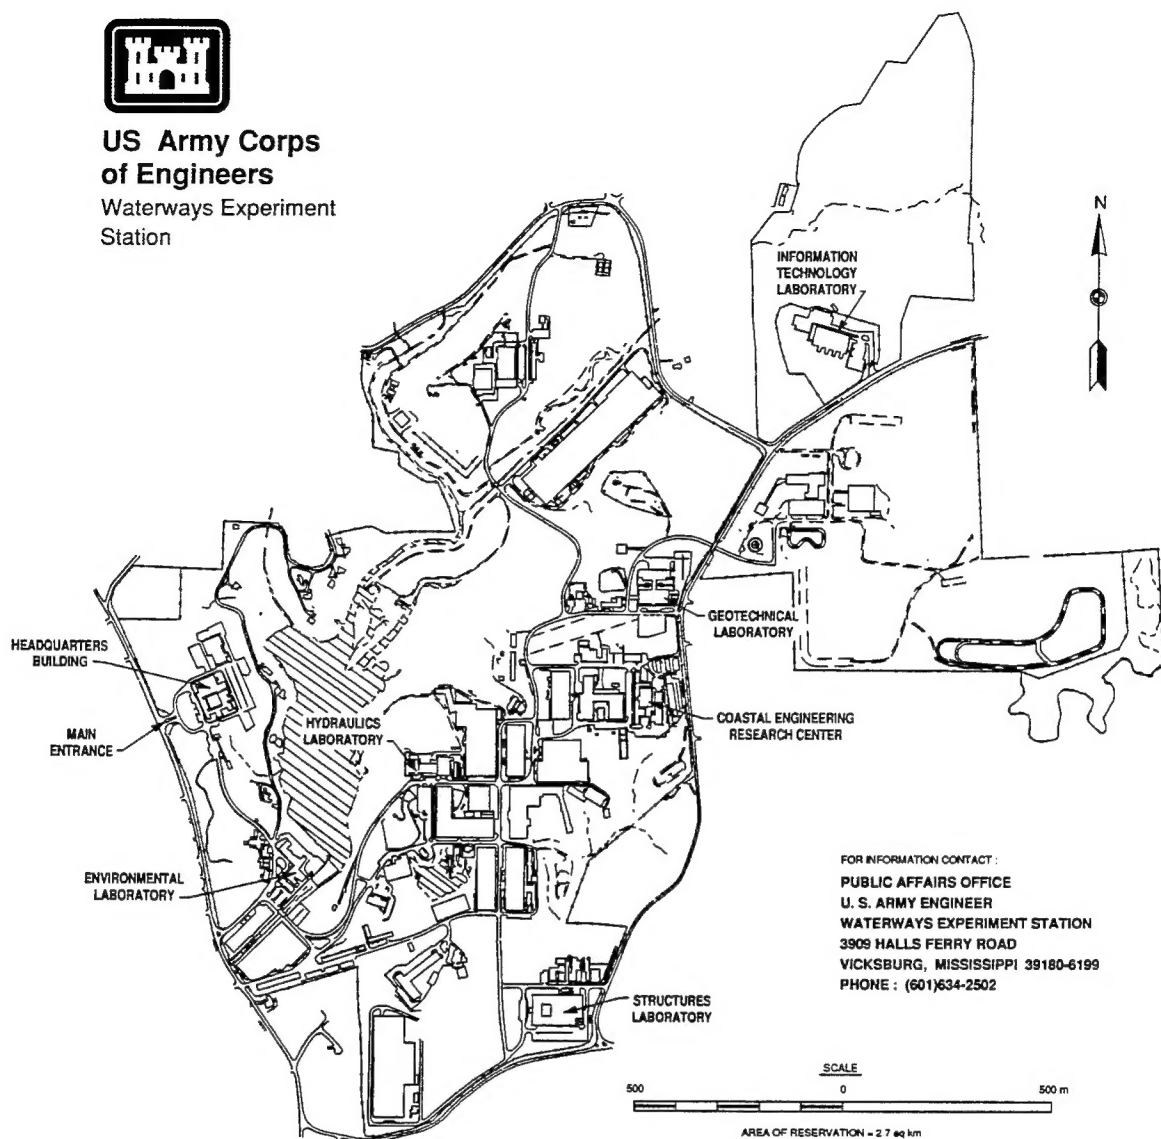 US Army Corps
of Engineers
Waterways Experiment
Station
N
INFORMATION
TECHNOLOGY
LABORATORY
GEOTECHNICAL
LABORATORY
HEADQUARTERS
BUILDING
MAIN
ENTRANCE
HYDRAULICS
LABORATORY
COASTAL ENGINEERING
RESEARCH CENTER
ENVIRONMENTAL
LABORATORY
STRUCTURES
LABORATORY
FOR INFORMATION CONTACT :
PUBLIC AFFAIRS OFFICE
U. S. ARMY ENGINEER
WATERWAYS EXPERIMENT STATION
3909 HALLS FERRY ROAD
VICKSBURG, MISSISSIPPI 39180-6199
PHONE : (601)634-2502
SCALE
500 0 500 m
AREA OF RESERVATION = 2.7 sq km